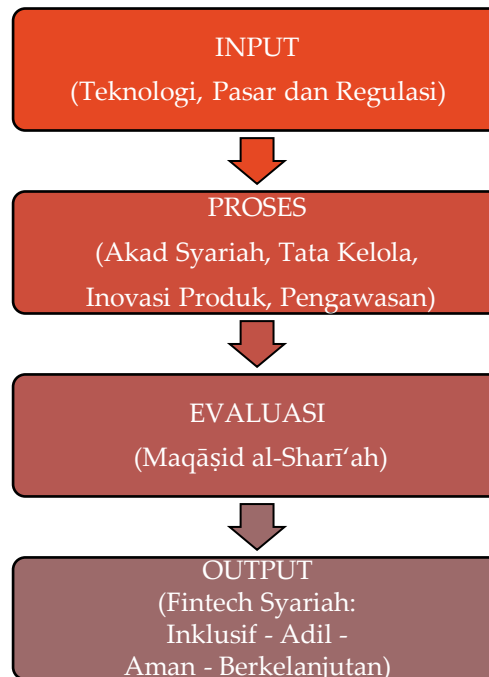 INPUT
(Teknologi, Pasar dan Regulasi)
PROSES
(Akad Syariah, Tata Kelola,
Inovasi Produk, Pengawasan)
EVALUASI
(Maqāṣid al-Sharī‘ah)
OUTPUT
(Fintech Syariah:
Inklusif - Adil -
Aman - Berkelanjutan)